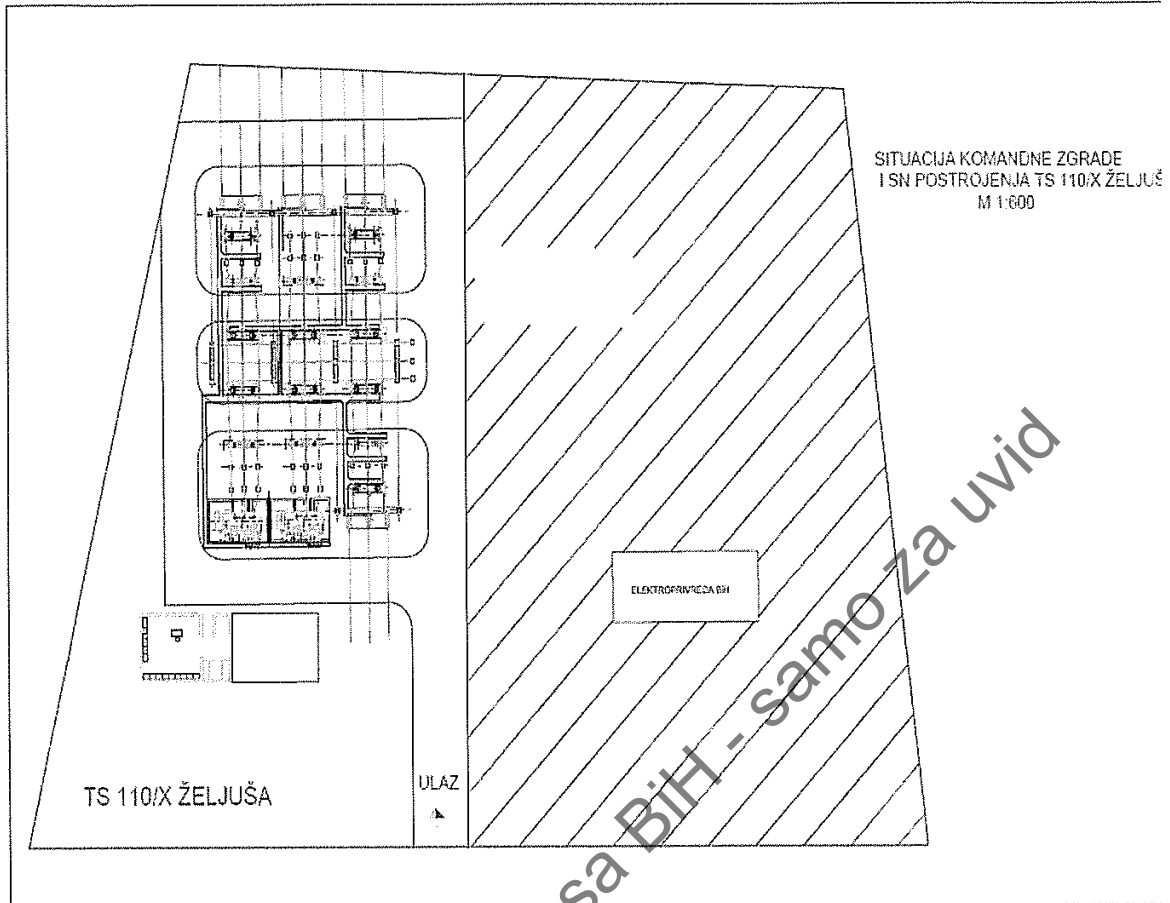 SITUACIJA KOMANDNE ZGRADE
I SN POSTROJENJA TS 110/X ŽELJUŠ
M 1:600
ELEKTROPRIVREDA BiH
sa BiH - samo za uvid
TS 110/X ŽELJUŠA
ULAZ